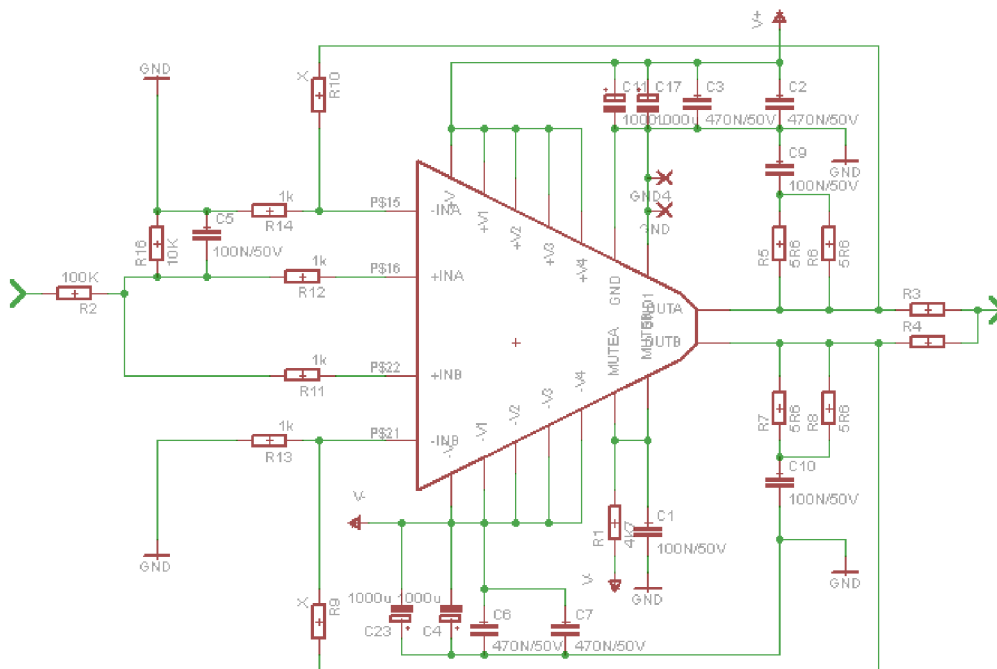 V+
GND
X
R10
C11
1000u
C17
1000u
C3
470N/50V
C2
470N/50V
C9
100N/50V
GND
GND4
GND
1k
R14
P$15
-INA
+V
+V1
+V2
+V3
+V4
R16
10K
C5
100N/50V
1k
R12
P$16
+INA
GND
R5
5R6
R6
5R6
100K
R2
OUTA
R3
MUTEA
OUTB
R4
1k
R11
P$22
+INB
1k
R13
P$21
-INB
-V
-V1
-V2
-V3
-V4
R7
5R6
R8
5R6
C10
100N/50V
V-
GND
R1
4K7
C1
100N/50V
V-
GND
GND
X
R9
1000u
1000u
C23
C4
C6
470N/50V
C7
470N/50V